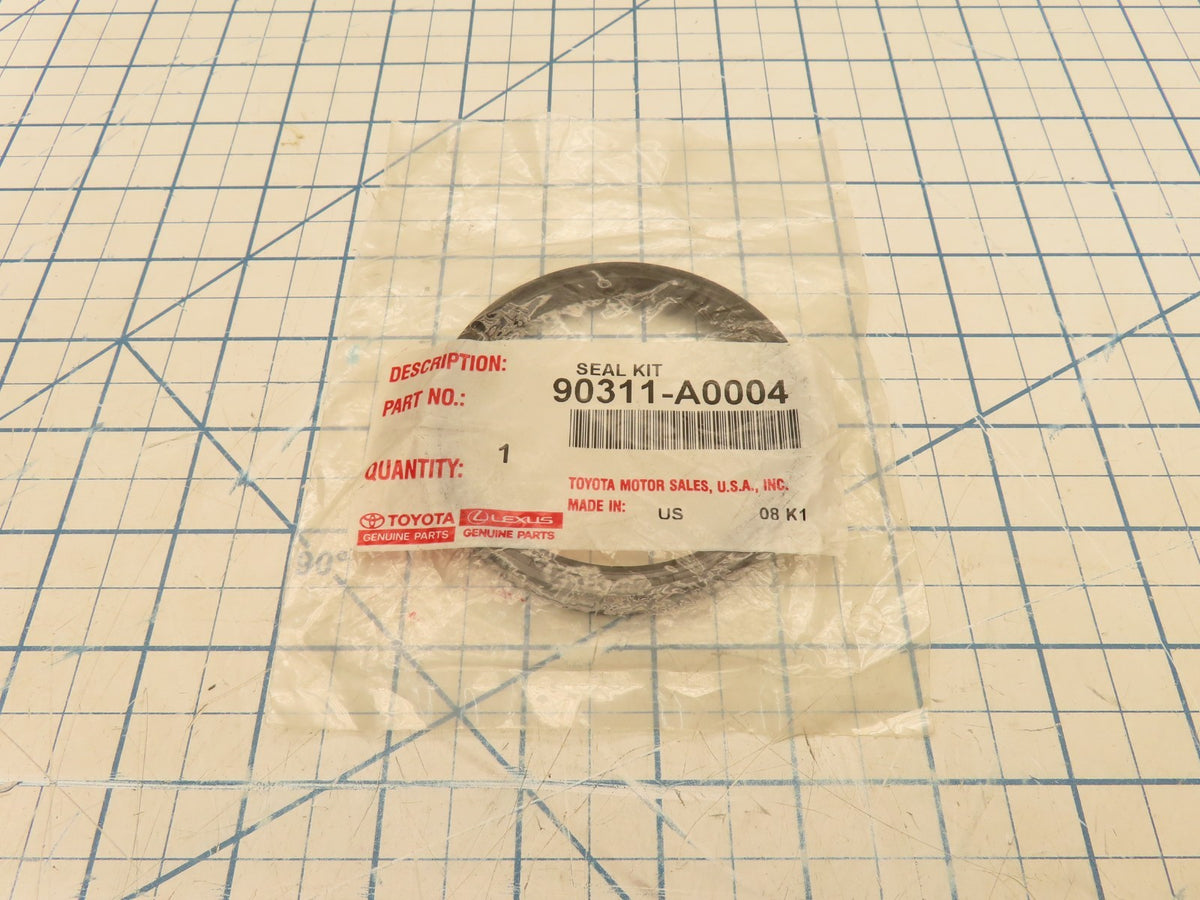 DESCRIPTION: SEAL KIT
PART NO.: 90311-A0004
QUANTITY: 1
TOYOTA MOTOR SALES, U.S.A., INC.
MADE IN: US 08 K1
TOYOTA
GENUINE PARTS
LEXUS
GENUINE PARTS
90°